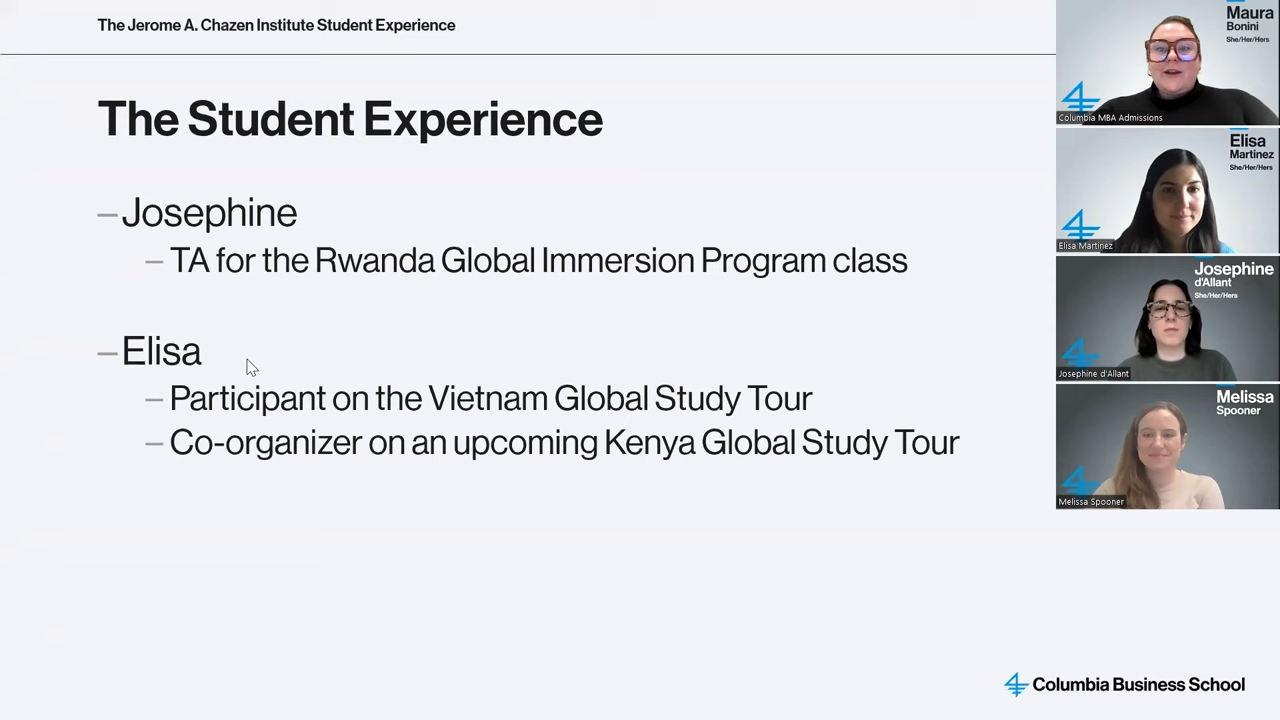 The Jerome A. Chazen Institute Student Experience
The Student Experience
–Josephine
– TA for the Rwanda Global Immersion Program class
–Elisa
– Participant on the Vietnam Global Study Tour
– Co-organizer on an upcoming Kenya Global Study Tour
Maura
Bonini
She/Her/Hers
Columbia MBA Admissions
Elisa
Martinez
She/Her/Hers
Elisa Martinez
Josephine
d'Allant
She/Her/Hers
Josephine d'Allant
Melissa
Spooner
Melissa Spooner
Columbia Business School